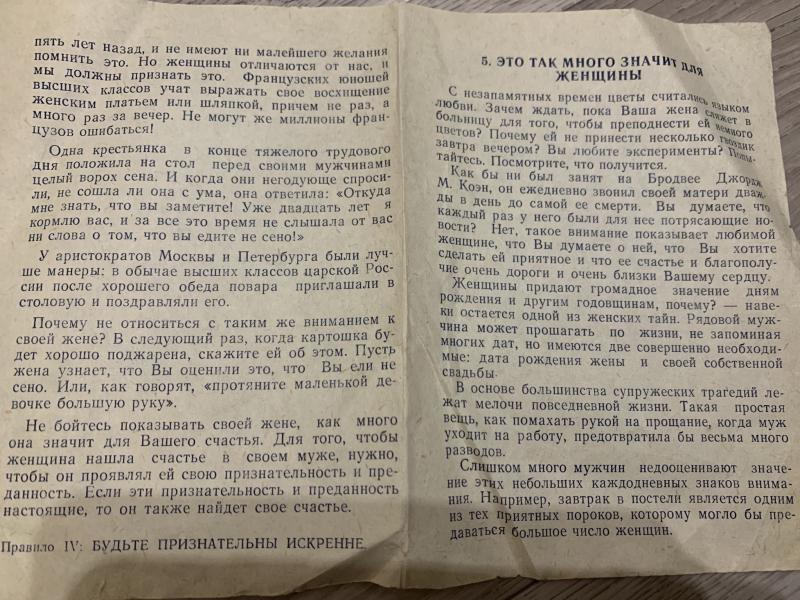 пять лет назад, и не имеют ни малейшего желания
помнить это. Но женщины отличаются от нас, и
мы должны признать это. Французских юношей
высших классов учат выражать свое восхищение
женским платьем или шляпкой, причем не раз, а
много раз за вечер. Не могут же миллионы фран-
цузов ошибаться!
Одна крестьянка в конце тяжелого трудового
дня положила на стол перед своими мужчинами
целый ворох сена. И когда они негодующе спроси-
ли, не сошла ли она с ума, она ответила: «Откуда
мне знать, что вы заметите! Уже двадцать лет я
кормлю вас, и за все это время не слышала от вас
ни слова о том, что вы едите не сено!»
У аристократов Москвы и Петербурга были луч-
ше манеры: в обычае высших классов царской Рос-
сии после хорошего обеда повара приглашали в
столовую и поздравляли его.
Почему не относиться с таким же вниманием к
своей жене? В следующий раз, когда картошка бу-
дет хорошо поджарена, скажите ей об этом. Пусть
жена узнает, что Вы оценили это, что Вы ели не
сено. Или, как говорят, «протяните маленькой де-
вочке большую руку».
Не бойтесь показывать своей жене, как много
она значит для Вашего счастья. Для того, чтобы
женщина нашла счастье в своем муже, нужно,
чтобы он проявлял ей свою признательность и пре-
данность. Если эти признательность и преданность
настоящие, то он также найдет свое счастье.
Правило IV: БУДЬТЕ ПРИЗНАТЕЛЬНЫ ИСКРЕННЕ.
5. ЭТО ТАК МНОГО ЗНАЧИТ ДЛЯ
ЖЕНЩИНЫ
С незапамятных времен цветы считались языком
любви. Зачем ждать, пока Ваша жена сляжет в
больницу для того, чтобы преподнести ей немного
цветов? Почему ей не принести несколько гвоздик
завтра вечером? Вы любите эксперименты? Попы-
тайтесь. Посмотрите, что получится.
Как бы ни был занят на Бродвее Джордж
М. Коэн, он ежедневно звонил своей матери дваж-
ды в день до самой ее смерти. Вы думаете, что
каждый раз у него были для нее потрясающие но-
вости? Нет, такое внимание показывает любимой
женщине, что Вы думаете о ней, что Вы хотите
сделать ей приятное и что ее счастье и благополу-
чие очень дороги и очень близки Вашему сердцу.
Женщины придают громадное значение дням
рождения и другим годовщинам, почему? — наве-
ки остается одной из женских тайн. Рядовой муж-
чина может прошагать по жизни, не запоминая
многих дат, но имеются две совершенно необходи-
мые: дата рождения жены и своей собственной
свадьбы.
В основе большинства супружеских трагедий ле-
жат мелочи повседневной жизни. Такая простая
вещь, как помахать рукой на прощание, когда муж
уходит на работу, предотвратила бы весьма много
разводов.
Слишком много мужчин недооценивают значе-
ние этих небольших каждодневных знаков внима-
ния. Например, завтрак в постели является одним
из тех приятных пороков, которому могло бы пре-
даваться большое число женщин.